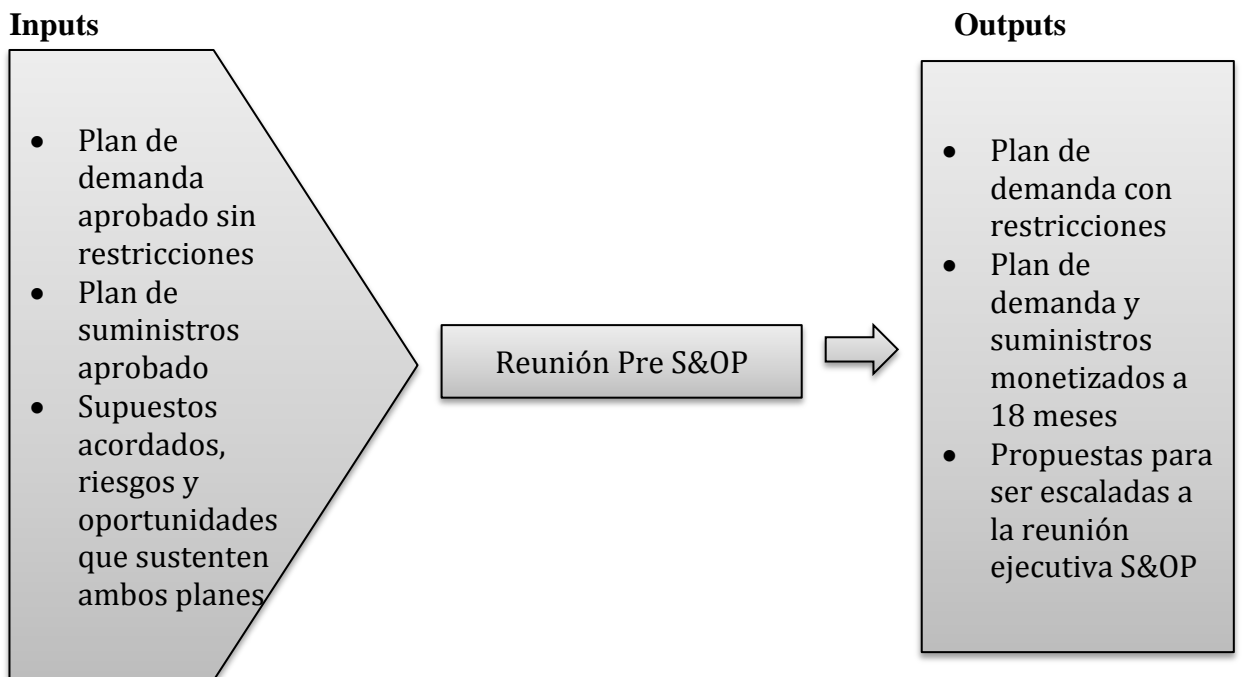 Inputs
Outputs
• Plan de
demanda
aprobado sin
restricciones
• Plan de
suministros
aprobado
• Supuestos
acordados,
riesgos y
oportunidades
que sustenten
ambos planes
Reunión Pre S&OP
• Plan de
demanda con
restricciones
• Plan de
demanda y
suministros
monetizados a
18 meses
• Propuestas para
ser escaladas a
la reunión
ejecutiva S&OP